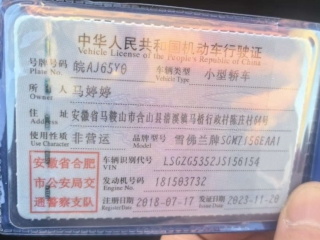 中华人民共和国机动车行驶证
Vehicle License of the People's Republic of China
号牌号码 皖AJ65Y8 车辆类型 小型轿车
Plate No. Vehicle Type
所有人 马婷婷
Owner
安徽省马鞍山市含山县
使用性质 非营运 品牌型号 雪佛兰牌SGM7156EAA1
Use Character Model
安徽省合肥 车辆识别代号 LSGZG5352JS156154
VIN
市公安局交 发动机号码 181503732
Engine No.
通警察支队 注册日期 2018-07-17 2023-11-20
Register Date Issue Date